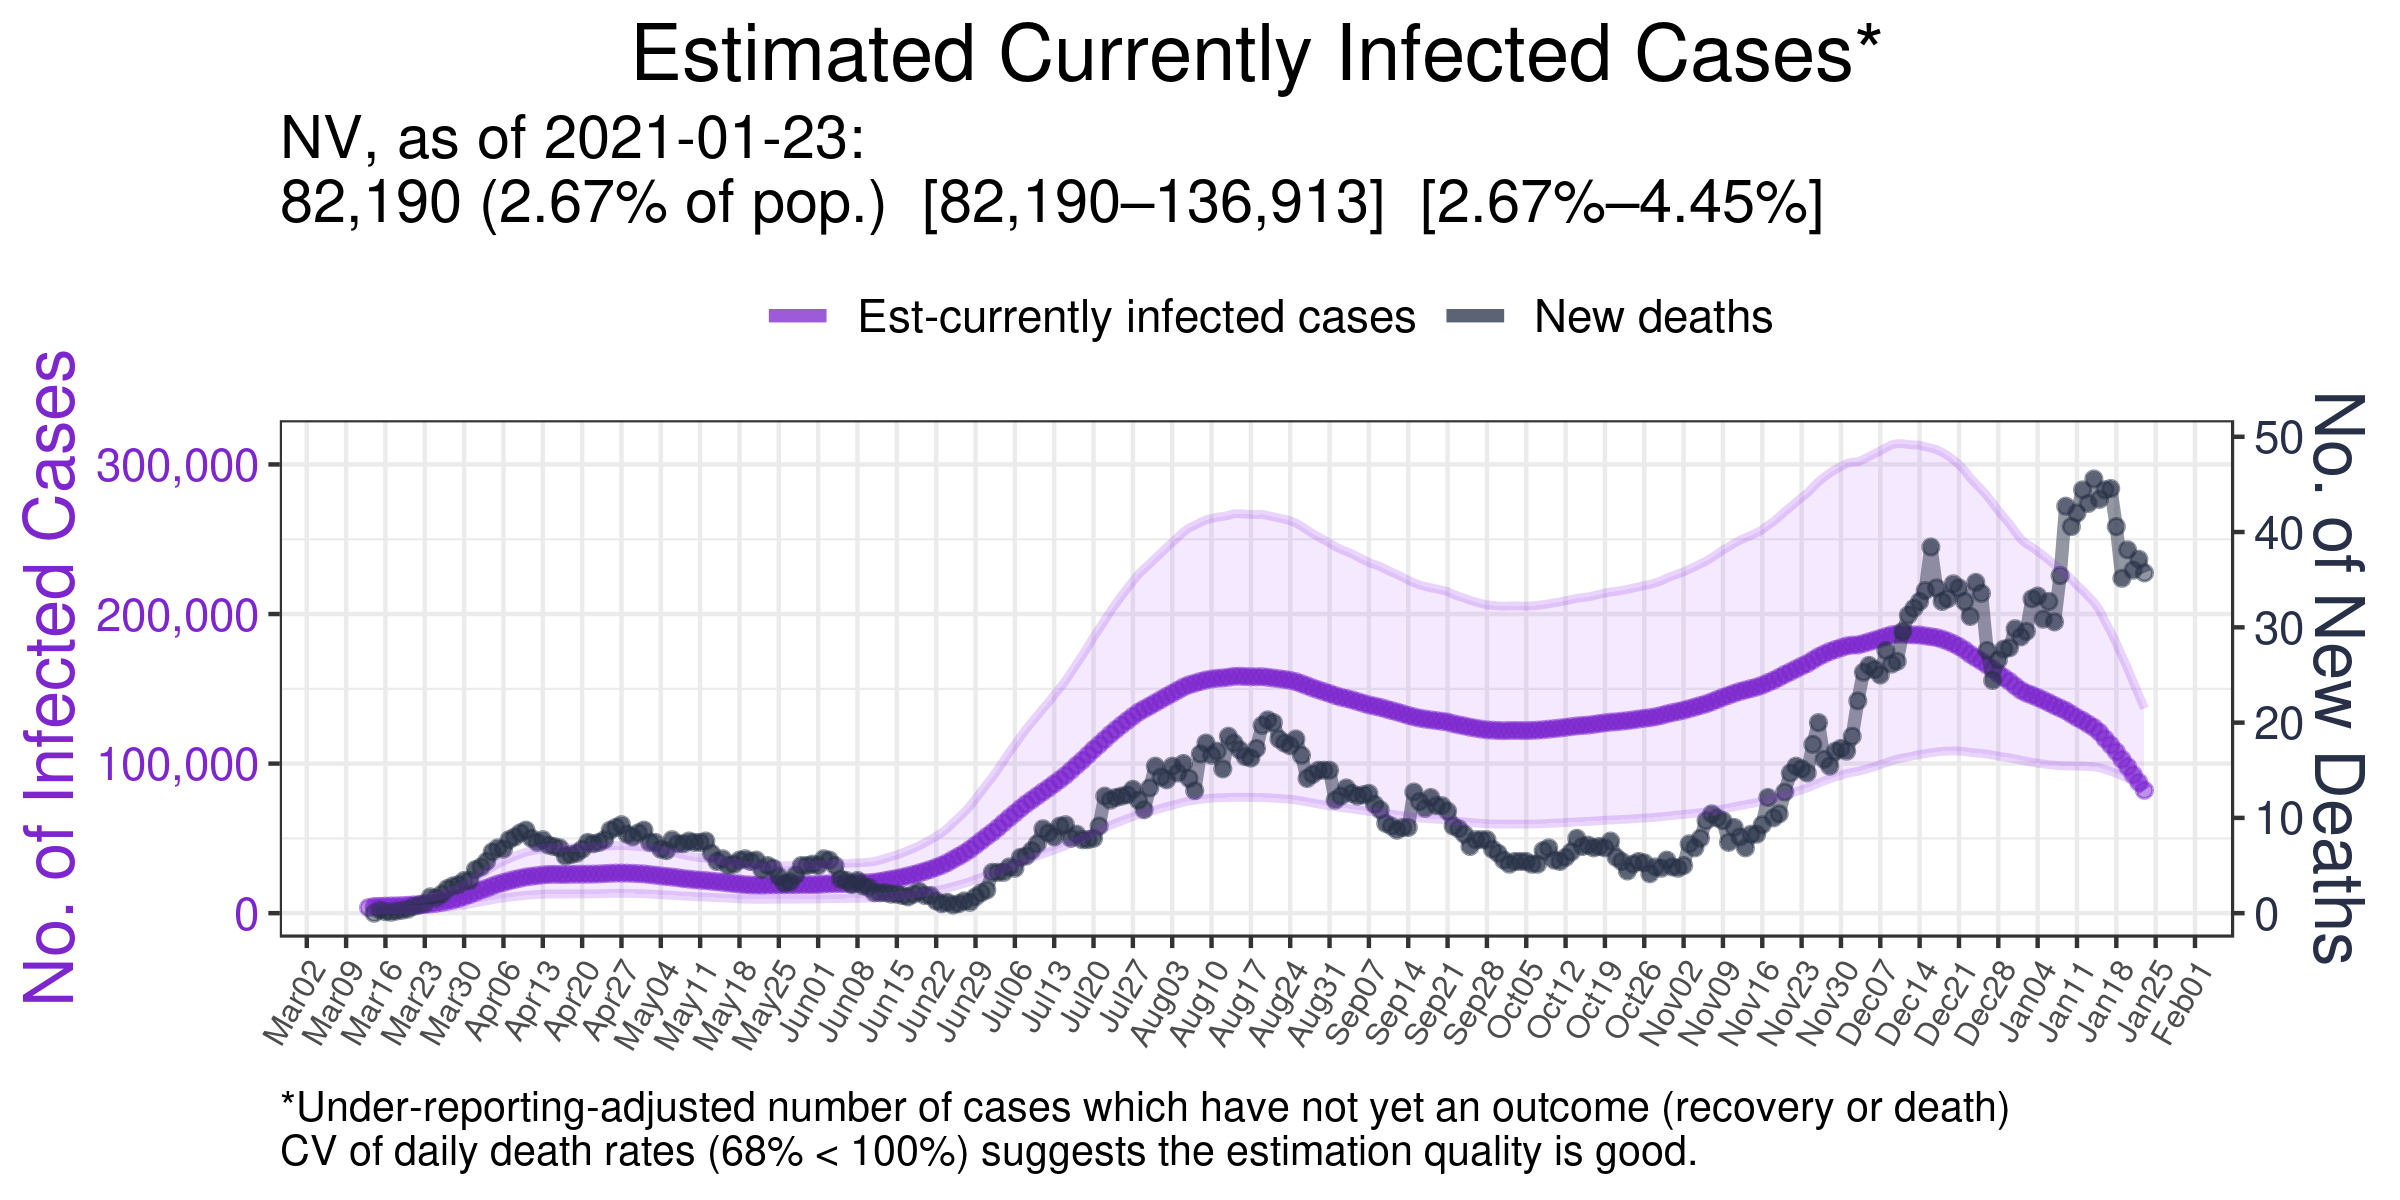 Estimated Currently Infected Cases*
NV, as of 2021-01-23:
82,190 (2.67% of pop.) [82,190–136,913] [2.67%–4.45%]
Est-currently infected cases New deaths
No. of Infected Cases
300,000
200,000
100,000
0
50
40
30
20
10
0
No. of New Deaths
Mar02 Mar09 Mar16 Mar23 Mar30 Apr06 Apr13 Apr20 Apr27 May04 May11 May18 May25 Jun01 Jun08 Jun15 Jun22 Jun29 Jul06 Jul13 Jul20 Jul27 Aug03 Aug10 Aug17 Aug24 Aug31 Sep07 Sep14 Sep21 Sep28 Oct05 Oct12 Oct19 Oct26 Nov02 Nov09 Nov16 Nov23 Nov30 Dec07 Dec14 Dec21 Dec28 Jan04 Jan11 Jan18 Jan25 Feb01
*Under-reporting-adjusted number of cases which have not yet an outcome (recovery or death)
CV of daily death rates (68% < 100%) suggests the estimation quality is good.